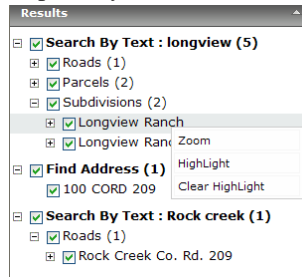 Results
Search By Text : longview (5)
Roads (1)
Parcels (2)
Subdivisions (2)
Longview Ranch
Longview Ranc
Zoom
HighLight
Clear HighLight
Find Address (1)
100 CORD 209
Search By Text : Rock creek (1)
Roads (1)
Rock Creek Co. Rd. 209